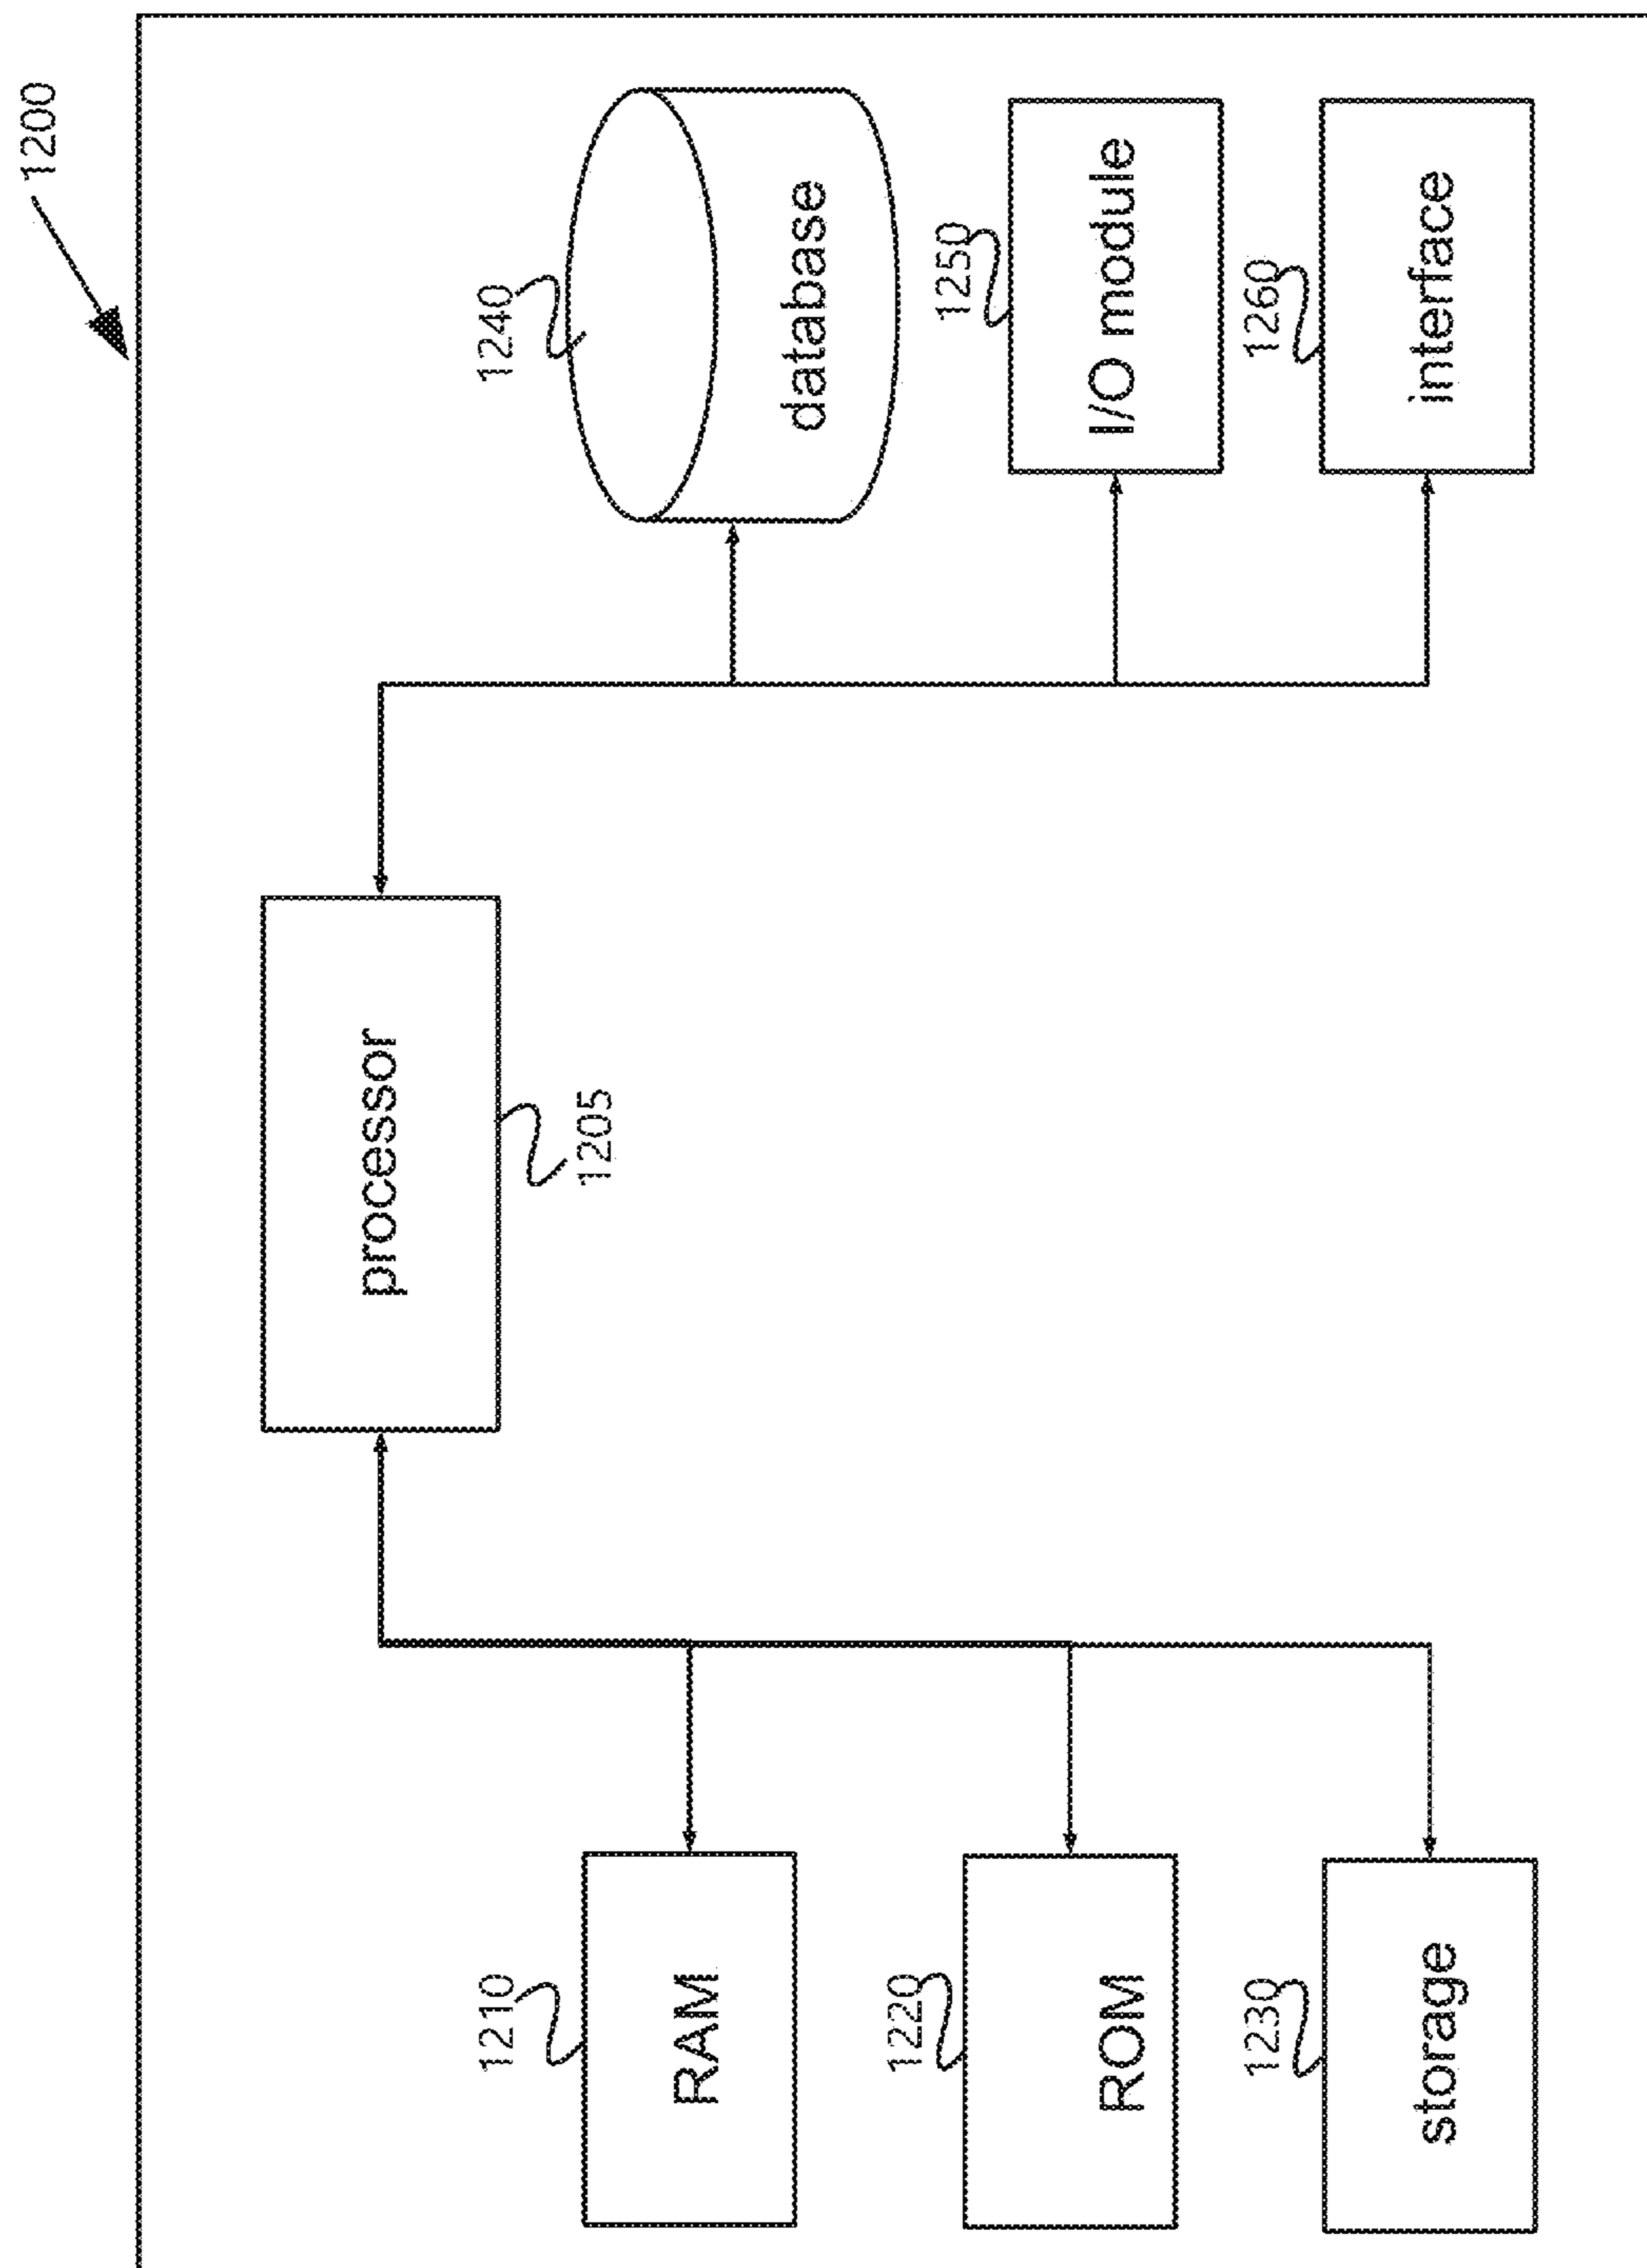 1200
processor
1205
1210
RAM
1220
ROM
1230
storage
1240
database
1250
I/O module
1260
interface